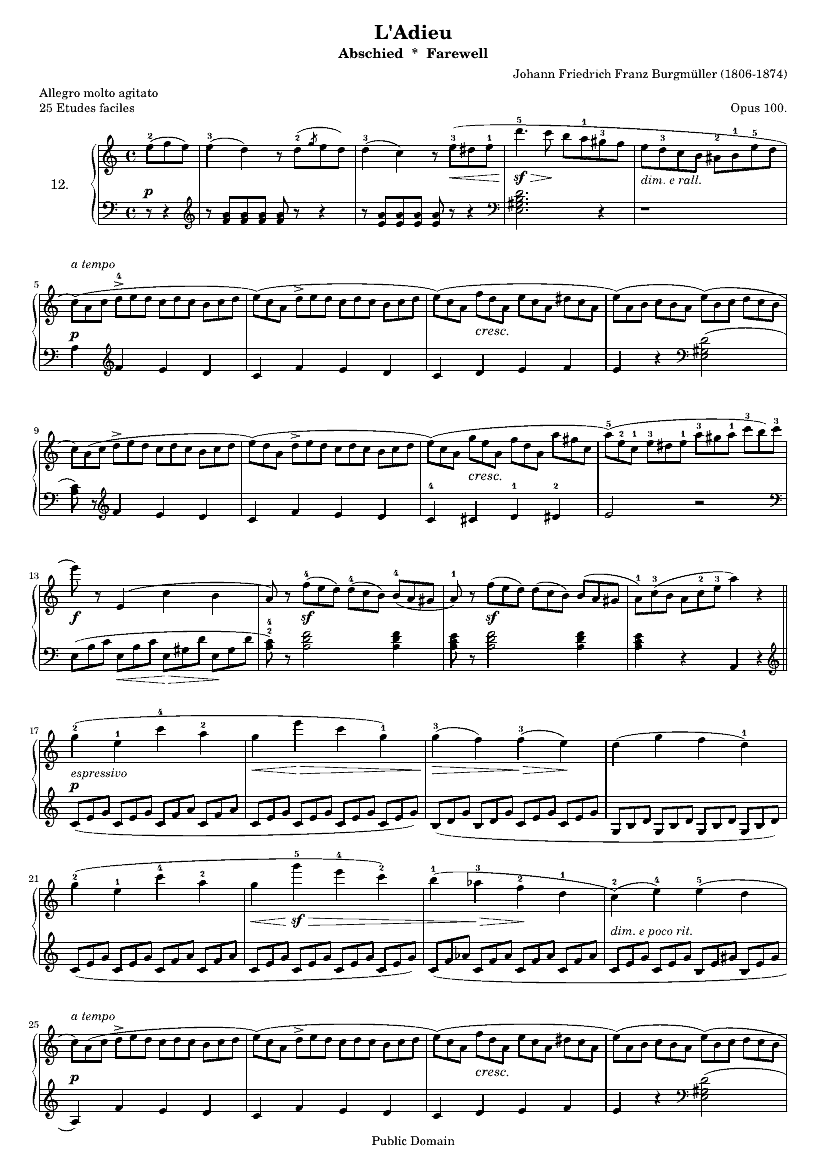 L'Adieu
Abschied * Farewell
Johann Friedrich Franz Burgmüller (1806-1874)
Allegro molto agitato
25 Etudes faciles
Opus 100.
12.
p
sf
dim. e rall.
a tempo
5
p
cresc.
9
cresc.
13
f
sf
sf
17
espressivo
p
21
sf
dim. e poco rit.
a tempo
25
p
cresc.
Public Domain